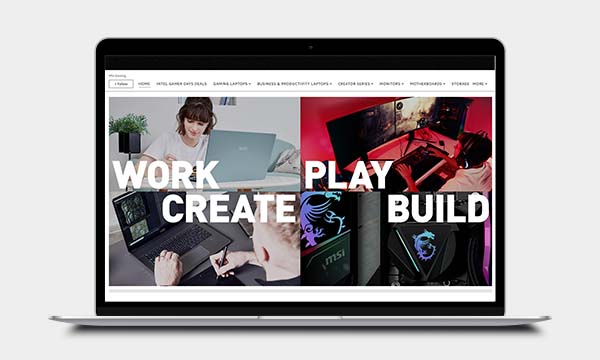 MSI Gaming
+ Follow
HOME INTEL GAMER DAYS DEALS GAMING LAPTOPS BUSINESS & PRODUCTIVITY LAPTOPS CREATOR SERIES MONITORS MOTHERBOARDS STORAGE MORE
WORK
CREATE
PLAY
BUILD
msi